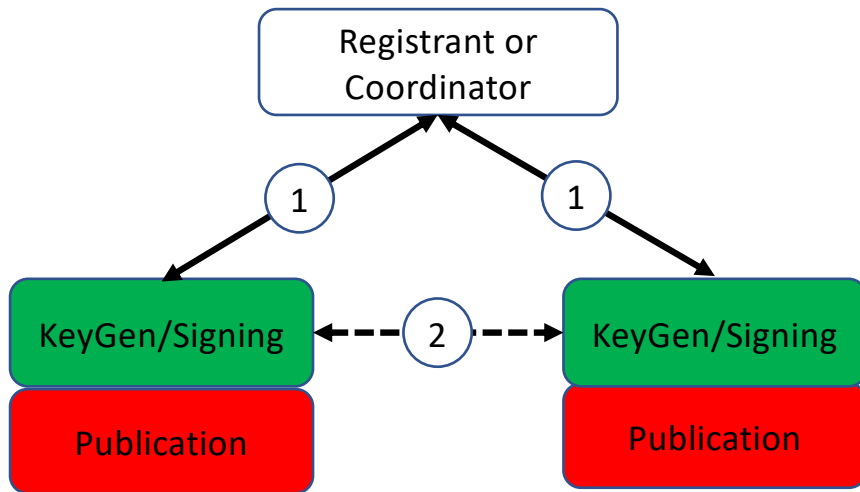 Registrant or
Coordinator
1
1
KeyGen/Signing
2
KeyGen/Signing
Publication
Publication